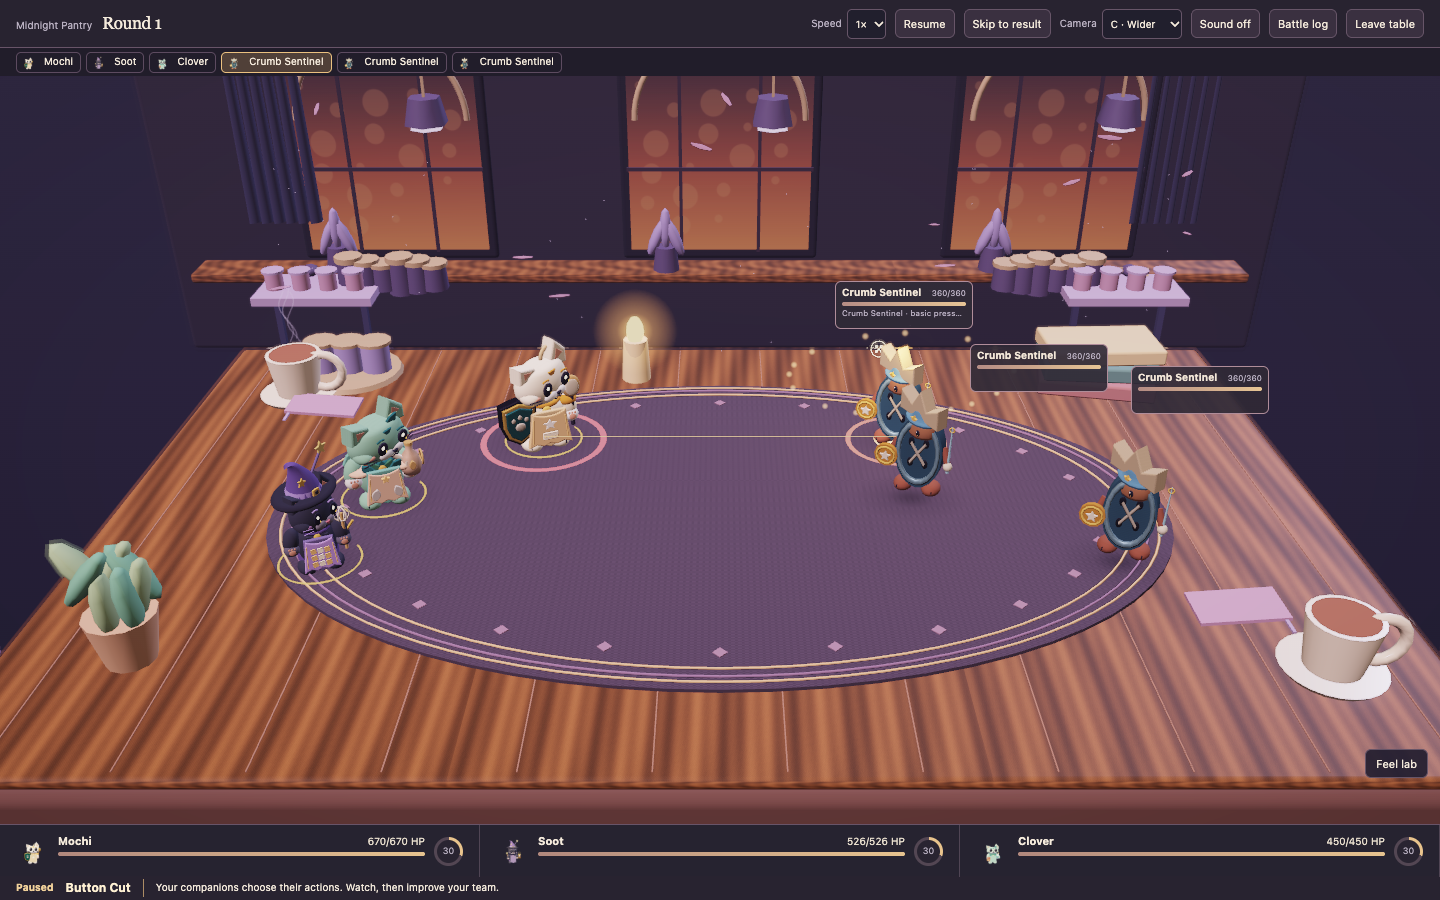 Midnight Pantry Round 1
Speed 1x Resume Skip to result Camera C · Wider Sound off Battle log Leave table
Mochi Soot Clover Crumb Sentinel Crumb Sentinel Crumb Sentinel
Crumb Sentinel 360/360
Crumb Sentinel · basic press...
Crumb Sentinel 360/360
Crumb Sentinel 360/360
Feel lab
Mochi 670/670 HP 30
Soot 526/526 HP 30
Clover 450/450 HP 30
Paused Button Cut Your companions choose their actions. Watch, then improve your team.